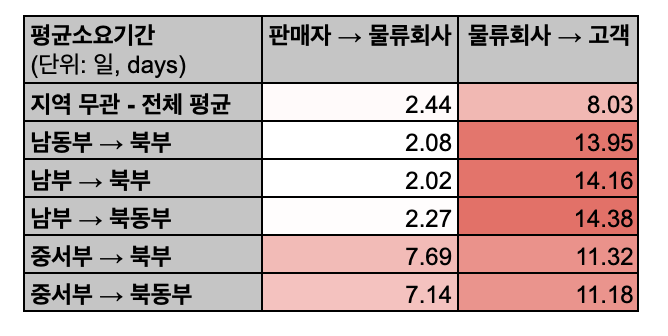 평균소요기간 판매자 → 물류회사 물류회사 → 고객
(단위: 일, days)
지역 무관 - 전체 평균 2.44 8.03
남동부 → 북부 2.08 13.95
남부 → 북부 2.02 14.16
남부 → 북동부 2.27 14.38
중서부 → 북부 7.69 11.32
중서부 → 북동부 7.14 11.18